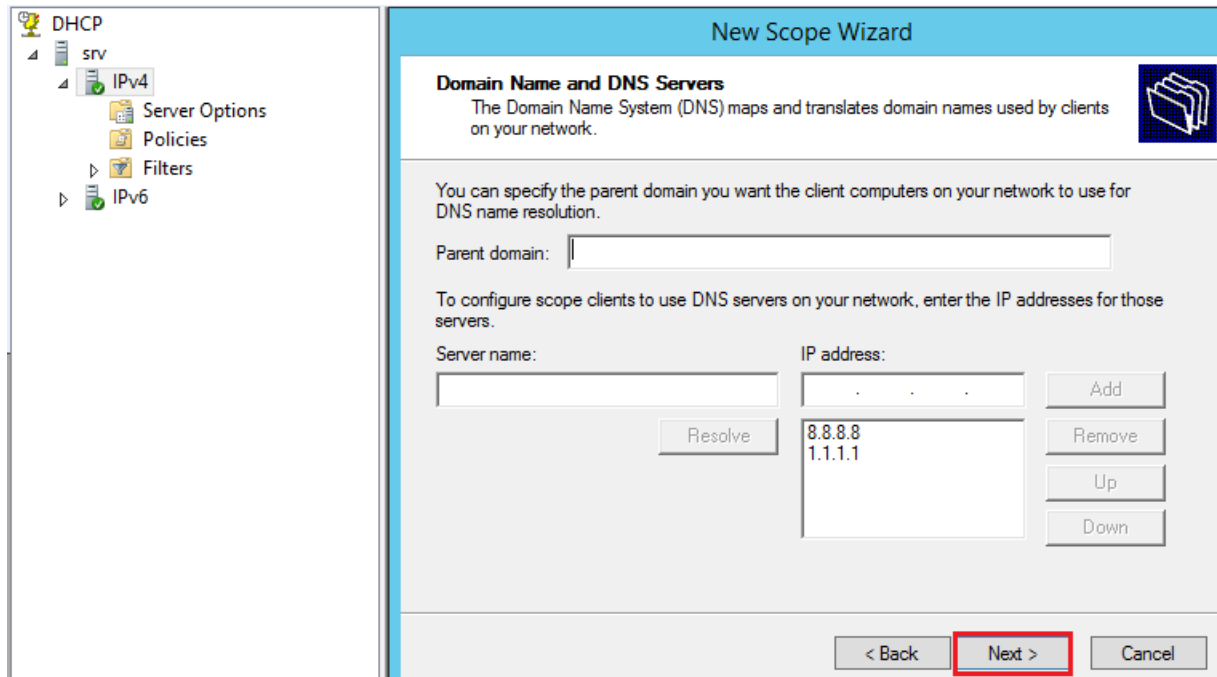 DHCP
srv
IPv4
Server Options
Policies
Filters
IPv6
New Scope Wizard
Domain Name and DNS Servers
The Domain Name System (DNS) maps and translates domain names used by clients
on your network.
You can specify the parent domain you want the client computers on your network to use for
DNS name resolution.
Parent domain:
To configure scope clients to use DNS servers on your network, enter the IP addresses for those
servers.
Server name:
IP address:
. . .
Add
Resolve
8.8.8.8
1.1.1.1
Remove
Up
Down
< Back
Next >
Cancel